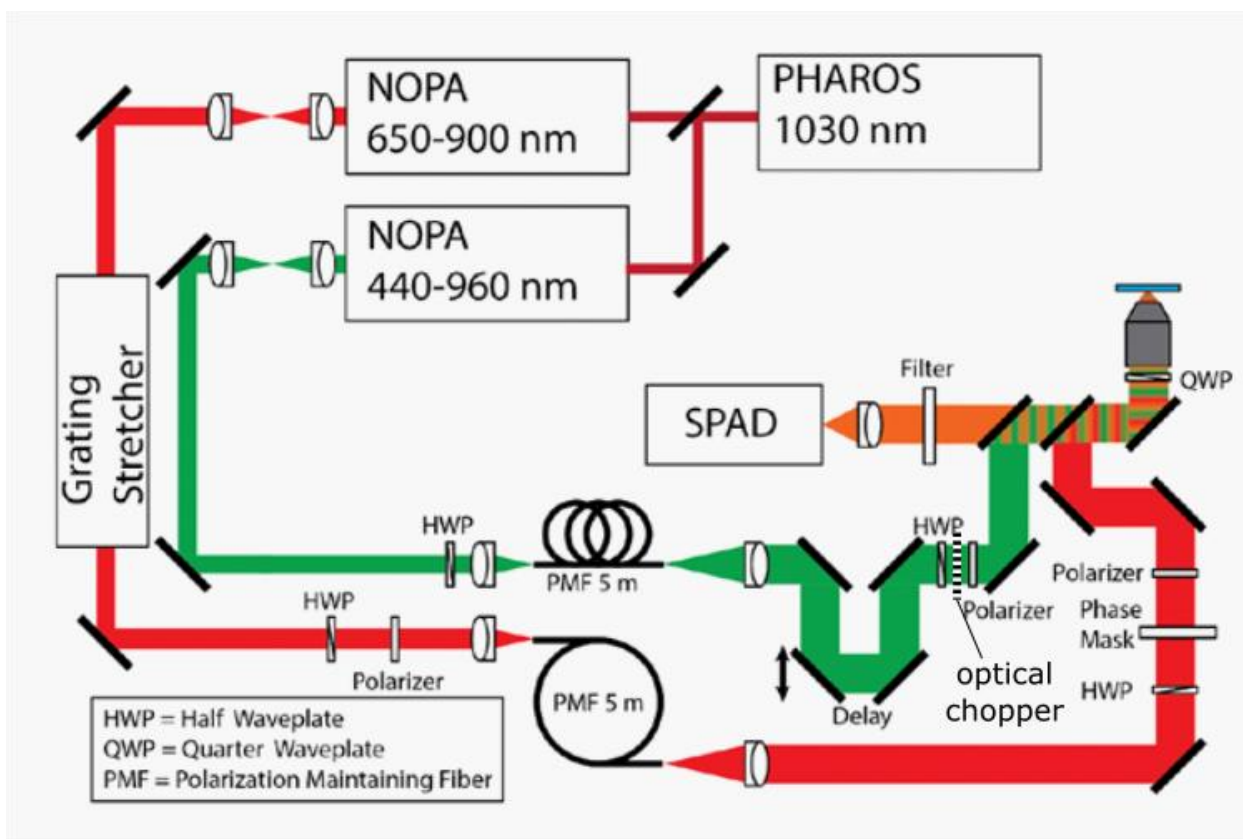 NOPA
650-900 nm
PHAROS
1030 nm
NOPA
440-960 nm
Grating
Stretcher
QWP
Filter
SPAD
HWP
PMF 5 m
HWP
Polarizer
optical
chopper
Delay
Polarizer
Phase
Mask
HWP
HWP
Polarizer
PMF 5 m
HWP = Half Waveplate
QWP = Quarter Waveplate
PMF = Polarization Maintaining Fiber